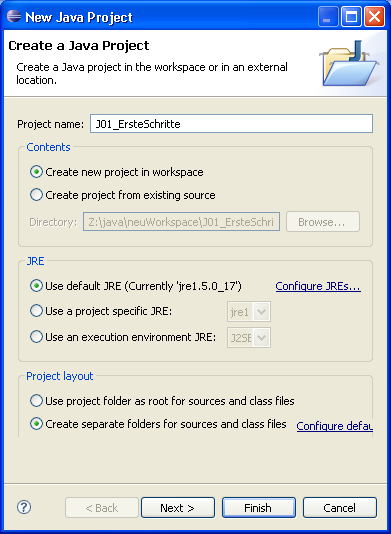 New Java Project
Create a Java Project
Create a Java project in the workspace or in an external
location.
Project name: J01_ErsteSchritte
Contents
Create new project in workspace
Create project from existing source
Directory: Z:\java\neuWorkspace\J01_ErsteSchri Browse...
JRE
Use default JRE (Currently 'jre1.5.0_17') Configure JREs...
Use a project specific JRE: jre1
Use an execution environment JRE: J2SE
Project layout
Use project folder as root for sources and class files
Create separate folders for sources and class files Configure defau
? < Back Next > Finish Cancel